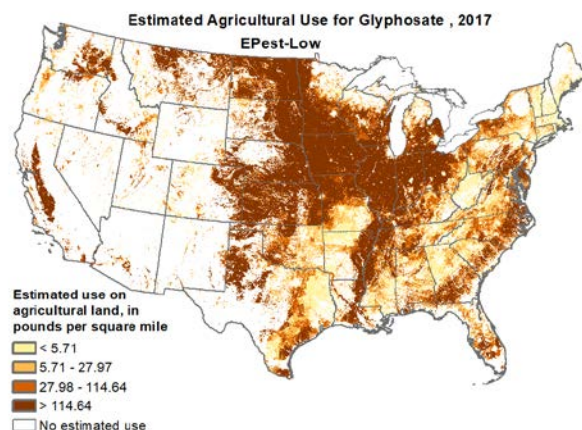 Estimated Agricultural Use for Glyphosate , 2017
EPest-Low
Estimated use on
agricultural land, in
pounds per square mile
< 5.71
5.71 - 27.97
27.98 - 114.64
> 114.64
No estimated use